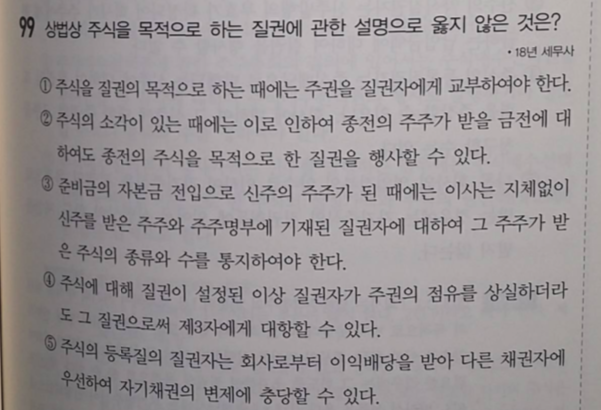 99 상법상 주식을 목적으로 하는 질권에 관한 설명으로 옳지 않은 것은?
• 18년 세무사
① 주식을 질권의 목적으로 하는 때에는 주권을 질권자에게 교부하여야 한다.
② 주식의 소각이 있는 때에는 이로 인하여 종전의 주주가 받을 금전에 대
하여도 종전의 주식을 목적으로 한 질권을 행사할 수 있다.
③ 준비금의 자본금 전입으로 신주의 주주가 된 때에는 이사는 지체없이
신주를 받은 주주와 주주명부에 기재된 질권자에 대하여 그 주주가 받
은 주식의 종류와 수를 통지하여야 한다.
④ 주식에 대해 질권이 설정된 이상 질권자가 주권의 점유를 상실하더라
도 그 질권으로써 제3자에게 대항할 수 있다.
⑤ 주식의 등록질의 질권자는 회사로부터 이익배당을 받아 다른 채권자에
우선하여 자기채권의 변제에 충당할 수 있다.